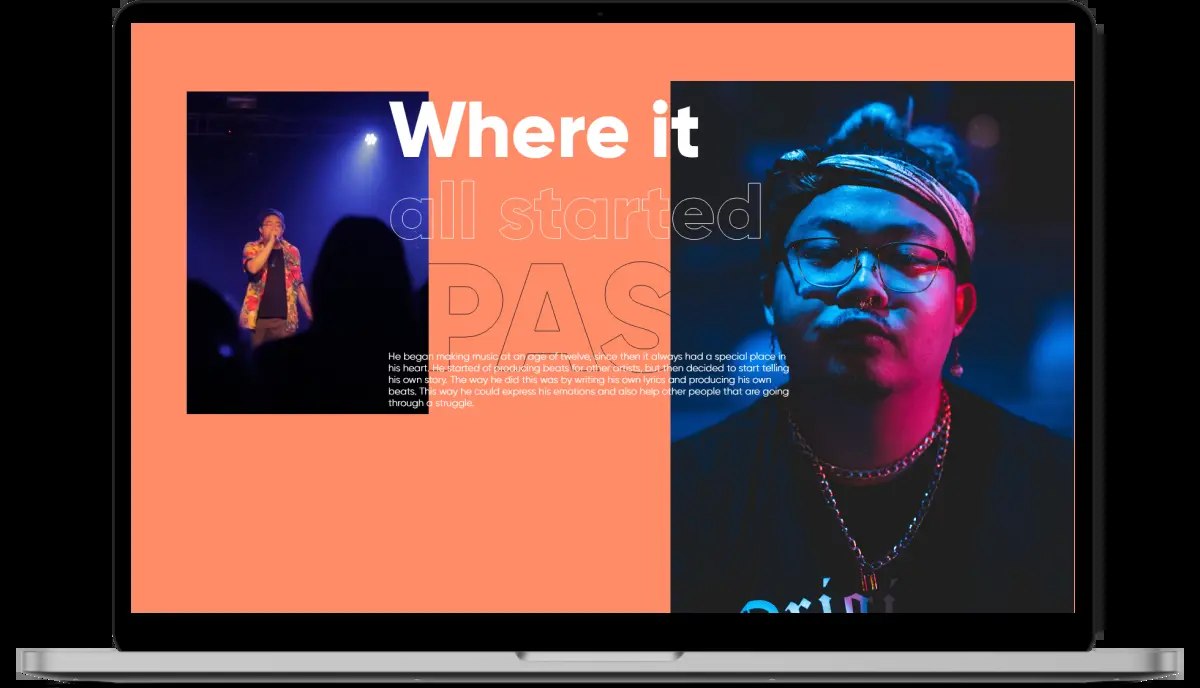 Where it
all started
PAS
He began making music at an age of twelve, since then it always had a special place in
his heart. He started of producing beats for other artists, but then decided to start telling
his own story. The way he did this was by writing his own lyrics and producing his own
beats. This way he could express his emotions and also help other people that are going
through a struggle.
Origi